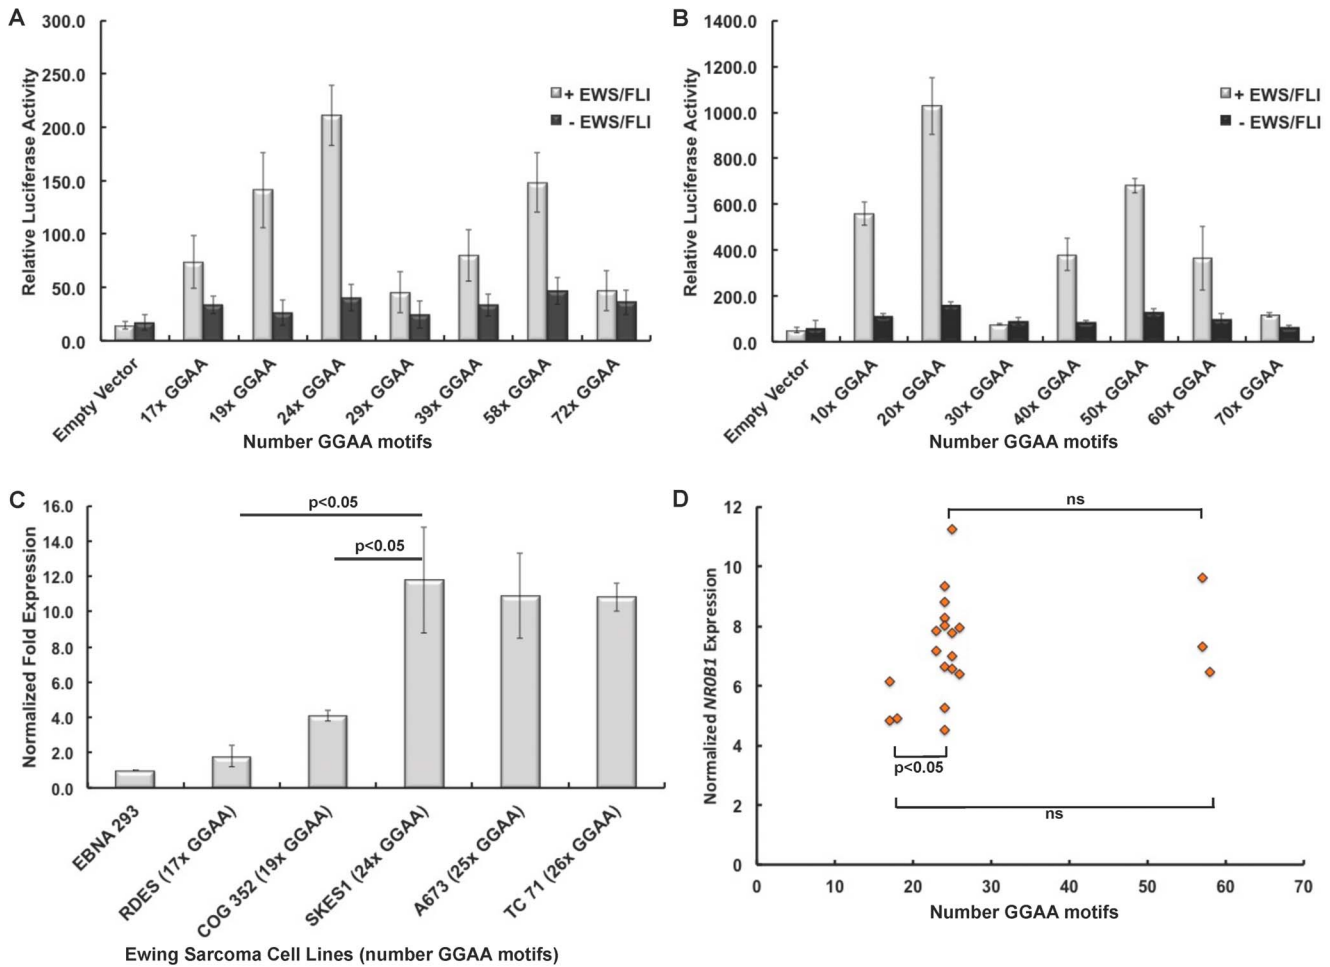 A
300.0
250.0
200.0
150.0
100.0
50.0
0.0
Relative Luciferase Activity
+ EWS/FLI
- EWS/FLI
Empty Vector
17x GGAA
19x GGAA
24x GGAA
29x GGAA
39x GGAA
58x GGAA
72x GGAA
Number GGAA motifs
B
1400.0
1200.0
1000.0
800.0
600.0
400.0
200.0
0.0
Relative Luciferase Activity
+ EWS/FLI
- EWS/FLI
Empty Vector
10x GGAA
20x GGAA
30x GGAA
40x GGAA
50x GGAA
60x GGAA
70x GGAA
Number GGAA motifs
C
16.0
14.0
12.0
10.0
8.0
6.0
4.0
2.0
0.0
Normalized Fold Expression
p<0.05
p<0.05
EBNA 293
RDES (17x GGAA)
COG 352 (19x GGAA)
SKES1 (24x GGAA)
A673 (25x GGAA)
TC 71 (26x GGAA)
Ewing Sarcoma Cell Lines (number GGAA motifs)
D
12
10
8
6
4
2
0
Normalized NR0B1 Expression
ns
p<0.05
ns
0
10
20
30
40
50
60
70
Number GGAA motifs